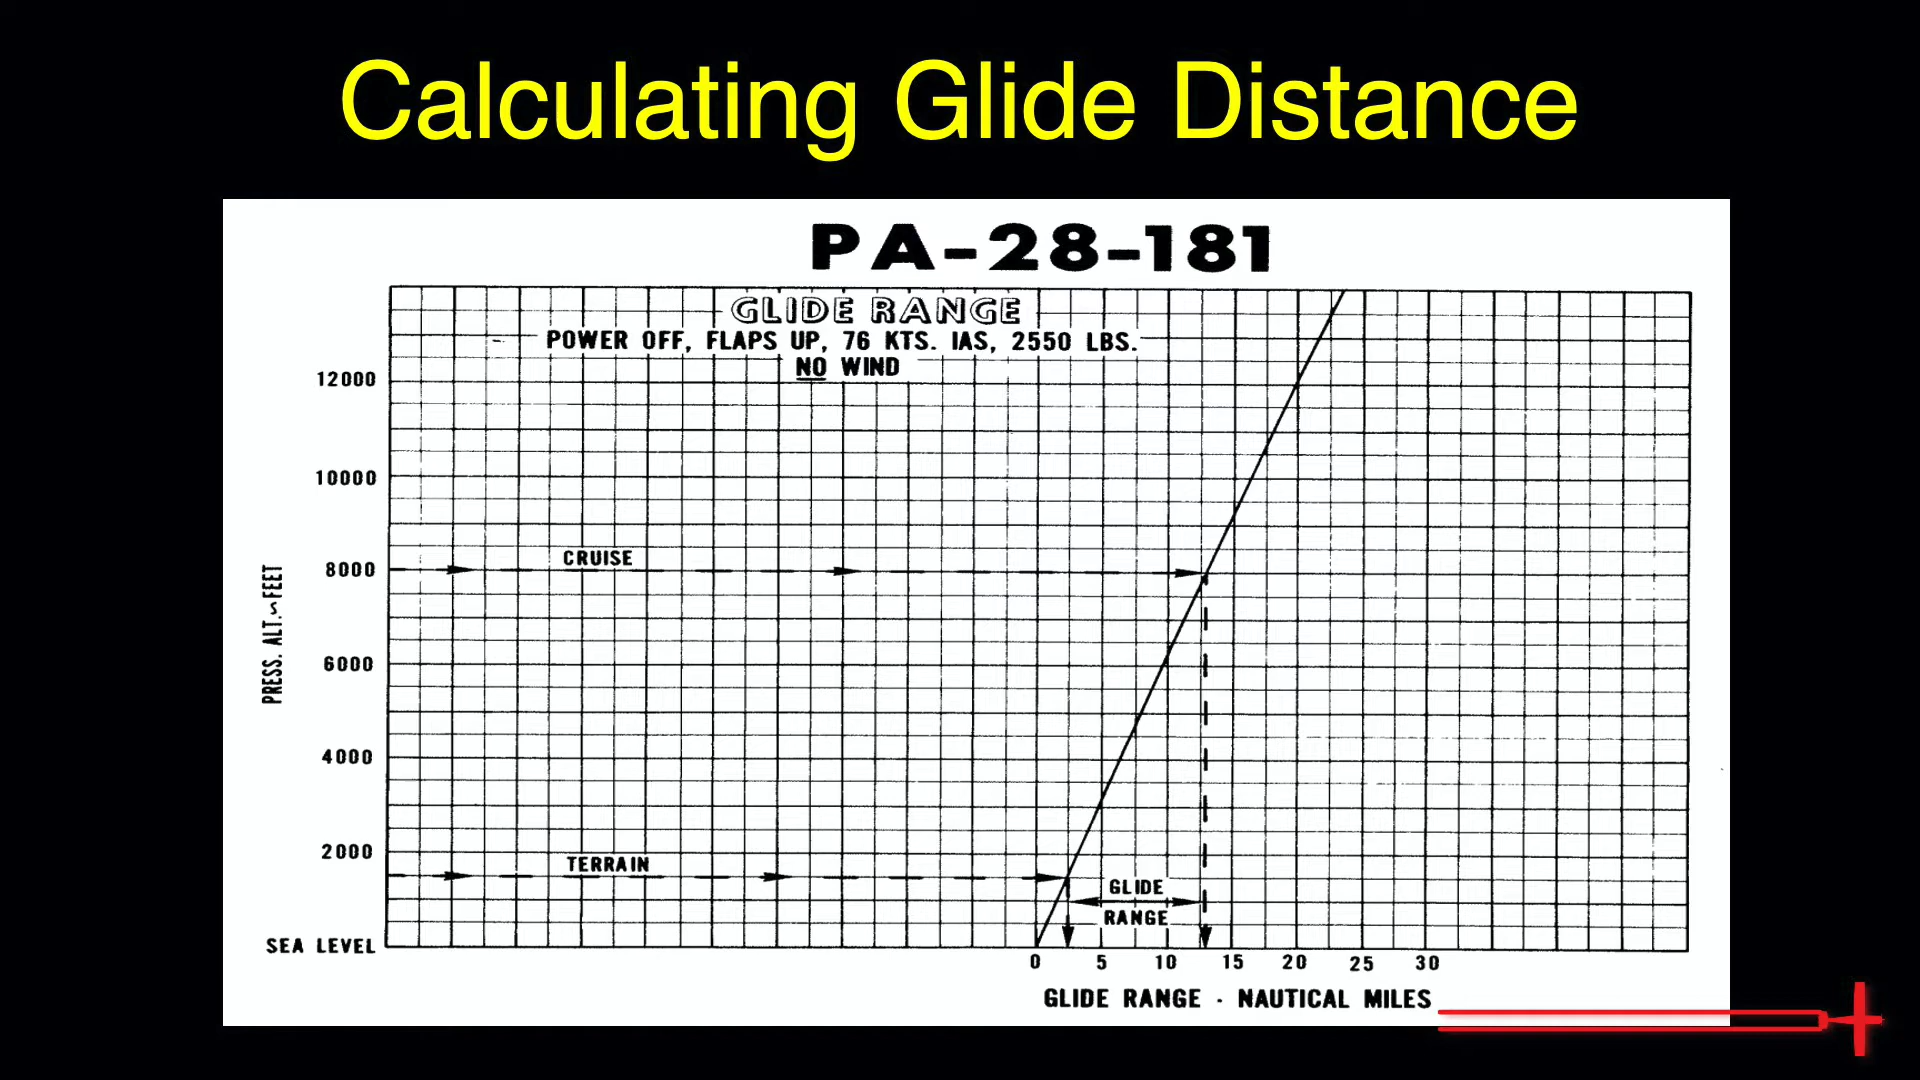 Calculating Glide Distance
PA-28-181
GLIDE RANGE
POWER OFF, FLAPS UP, 76 KTS. IAS, 2550 LBS.
NO WIND
12000
10000
8000
6000
4000
2000
SEA LEVEL
PRESS. ALT.~FEET
CRUISE
TERRAIN
GLIDE
RANGE
0 5 10 15 20 25 30
GLIDE RANGE - NAUTICAL MILES